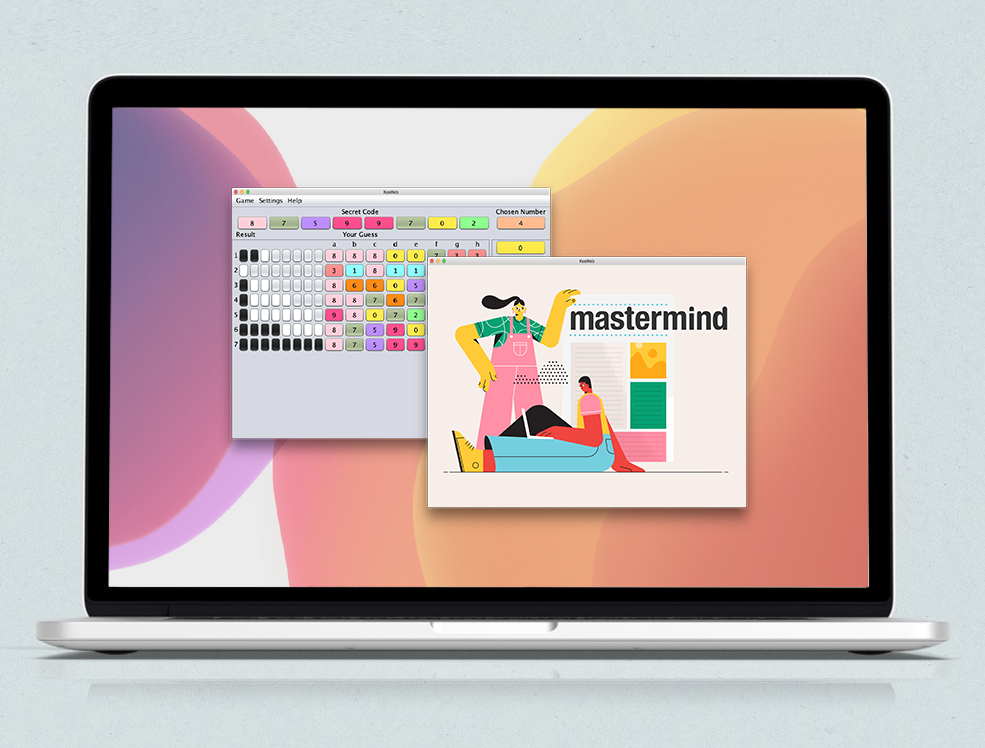 KoolNils
Game Settings Help
Secret Code
Chosen Number
8 7 5 9 9 7 0 2
4
Result
Your Guess
0
a b c d e f g h
1 8 8 8 0 0 7 3 3
2 3 1 8 1 1
3 8 6 6 0 5
4 8 8 7 6 7
5 9 8 0 7 2
6 8 7 5 9 0
7 8 7 5 9 9
mastermind